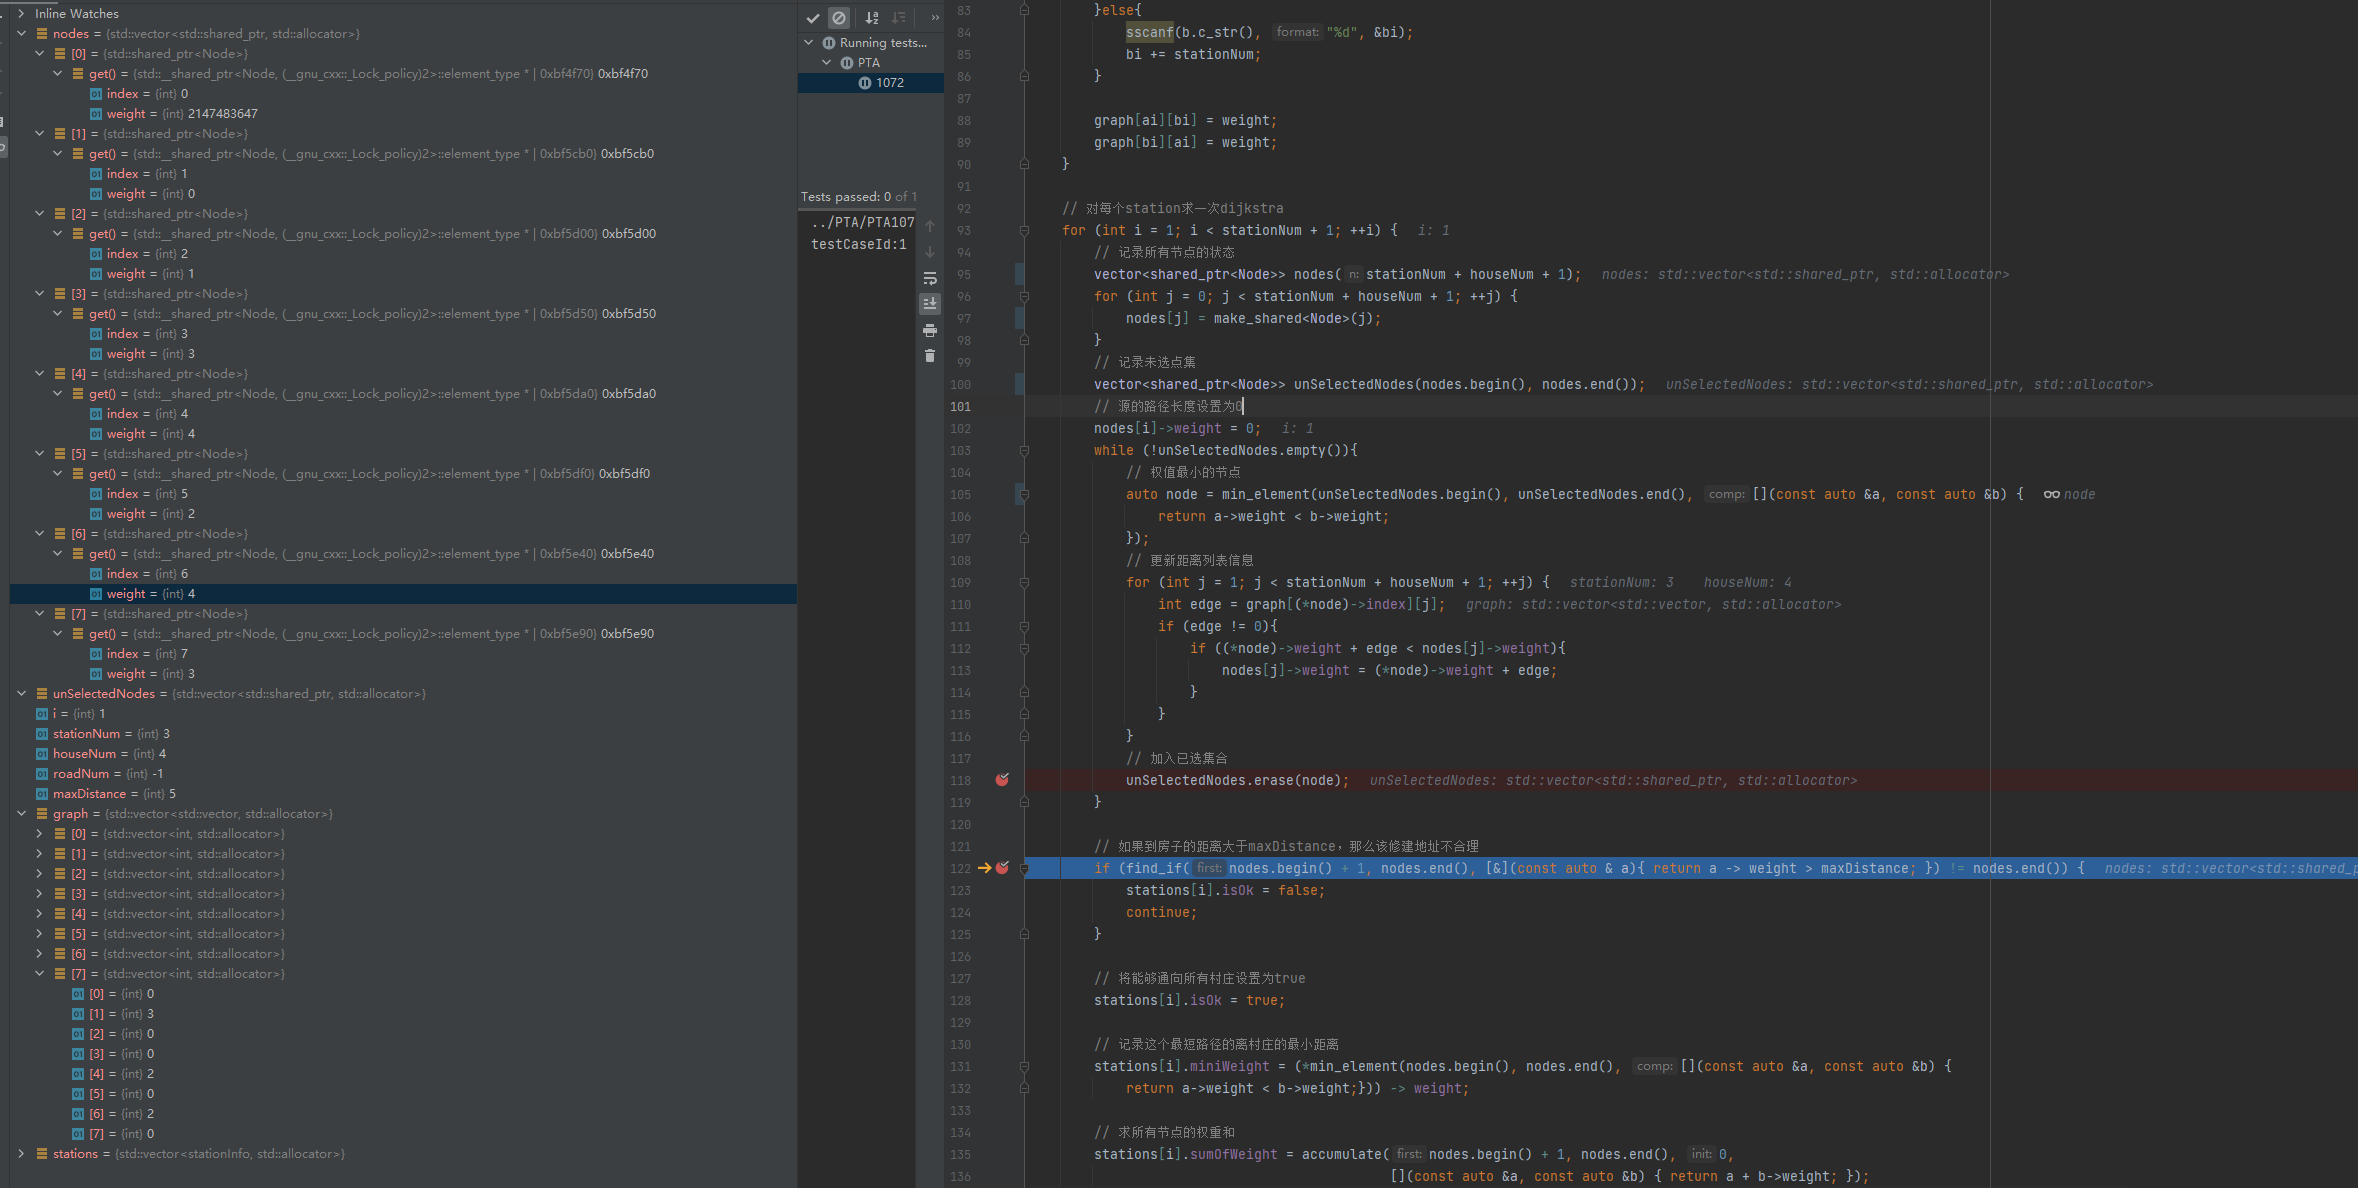 Inline Watches
nodes = {std::vector<std::shared_ptr, std::allocator>}
[0] = {std::shared_ptr<Node>}
get() = {std::__shared_ptr<Node, (__gnu_cxx::_Lock_policy)2>::element_type * | 0xbf4f70} 0xbf4f70
index = {int} 0
weight = {int} 2147483647
[1] = {std::shared_ptr<Node>}
get() = {std::__shared_ptr<Node, (__gnu_cxx::_Lock_policy)2>::element_type * | 0xbf5cb0} 0xbf5cb0
index = {int} 1
weight = {int} 0
[2] = {std::shared_ptr<Node>}
get() = {std::__shared_ptr<Node, (__gnu_cxx::_Lock_policy)2>::element_type * | 0xbf5d00} 0xbf5d00
index = {int} 2
weight = {int} 1
[3] = {std::shared_ptr<Node>}
get() = {std::__shared_ptr<Node, (__gnu_cxx::_Lock_policy)2>::element_type * | 0xbf5d50} 0xbf5d50
index = {int} 3
weight = {int} 3
[4] = {std::shared_ptr<Node>}
get() = {std::__shared_ptr<Node, (__gnu_cxx::_Lock_policy)2>::element_type * | 0xbf5da0} 0xbf5da0
index = {int} 4
weight = {int} 4
[5] = {std::shared_ptr<Node>}
get() = {std::__shared_ptr<Node, (__gnu_cxx::_Lock_policy)2>::element_type * | 0xbf5df0} 0xbf5df0
index = {int} 5
weight = {int} 2
[6] = {std::shared_ptr<Node>}
get() = {std::__shared_ptr<Node, (__gnu_cxx::_Lock_policy)2>::element_type * | 0xbf5e40} 0xbf5e40
index = {int} 6
weight = {int} 4
[7] = {std::shared_ptr<Node>}
get() = {std::__shared_ptr<Node, (__gnu_cxx::_Lock_policy)2>::element_type * | 0xbf5e90} 0xbf5e90
index = {int} 7
weight = {int} 3
unSelectedNodes = {std::vector<std::shared_ptr, std::allocator>}
i = {int} 1
stationNum = {int} 3
houseNum = {int} 4
roadNum = {int} -1
maxDistance = {int} 5
graph = {std::vector<std::vector, std::allocator>}
[0] = {std::vector<int, std::allocator>}
[1] = {std::vector<int, std::allocator>}
[2] = {std::vector<int, std::allocator>}
[3] = {std::vector<int, std::allocator>}
[4] = {std::vector<int, std::allocator>}
[5] = {std::vector<int, std::allocator>}
[6] = {std::vector<int, std::allocator>}
[7] = {std::vector<int, std::allocator>}
[0] = {int} 0
[1] = {int} 3
[2] = {int} 0
[3] = {int} 0
[4] = {int} 2
[5] = {int} 0
[6] = {int} 2
[7] = {int} 0
stations = {std::vector<stationInfo, std::allocator>}
Running tests...
PTA
1072
Tests passed: 0 of 1
../PTA/PTA107
testCaseId:1
83 }else{
84 sscanf(b.c_str(), format: "%d", &bi);
85 bi += stationNum;
86 }
87
88 graph[ai][bi] = weight;
89 graph[bi][ai] = weight;
90 }
91
92 // 对每个station求一次dijkstra
93 for (int i = 1; i < stationNum + 1; ++i) { i: 1
94 // 记录所有节点的状态
95 vector<shared_ptr<Node>> nodes( n: stationNum + houseNum + 1); nodes: std::vector<std::shared_ptr, std::allocator>
96 for (int j = 0; j < stationNum + houseNum + 1; ++j) {
97 nodes[j] = make_shared<Node>(j);
98 }
99 // 记录未选点集
100 vector<shared_ptr<Node>> unSelectedNodes(nodes.begin(), nodes.end()); unSelectedNodes: std::vector<std::shared_ptr, std::allocator>
101 // 源的路径长度设置为0
102 nodes[i]->weight = 0; i: 1
103 while (!unSelectedNodes.empty()){
104 // 权值最小的节点
105 auto node = min_element(unSelectedNodes.begin(), unSelectedNodes.end(), comp: [](const auto &a, const auto &b) { node
106 return a->weight < b->weight;
107 });
108 // 更新距离列表信息
109 for (int j = 1; j < stationNum + houseNum + 1; ++j) { stationNum: 3 houseNum: 4
110 int edge = graph[(*node)->index][j]; graph: std::vector<std::vector, std::allocator>
111 if (edge != 0){
112 if ((*node)->weight + edge < nodes[j]->weight){
113 nodes[j]->weight = (*node)->weight + edge;
114 }
115 }
116 }
117 // 加入已选集合
118 unSelectedNodes.erase(node); unSelectedNodes: std::vector<std::shared_ptr, std::allocator>
119 }
120
121 // 如果到房子的距离大于maxDistance，那么该修建地址不合理
122 if (find_if( first: nodes.begin() + 1, nodes.end(), [&](const auto & a){ return a -> weight > maxDistance; }) != nodes.end()) { nodes: std::vector<std::shared_p
123 stations[i].isOk = false;
124 continue;
125 }
126
127 // 将能够通向所有村庄设置为true
128 stations[i].isOk = true;
129
130 // 记录这个最短路径的离村庄的最小距离
131 stations[i].miniWeight = (*min_element(nodes.begin(), nodes.end(), comp: [](const auto &a, const auto &b) {
132 return a->weight < b->weight;})) -> weight;
133
134 // 求所有节点的权重和
135 stations[i].sumOfWeight = accumulate( first: nodes.begin() + 1, nodes.end(), init: 0,
136 [](const auto &a, const auto &b) { return a + b->weight; });